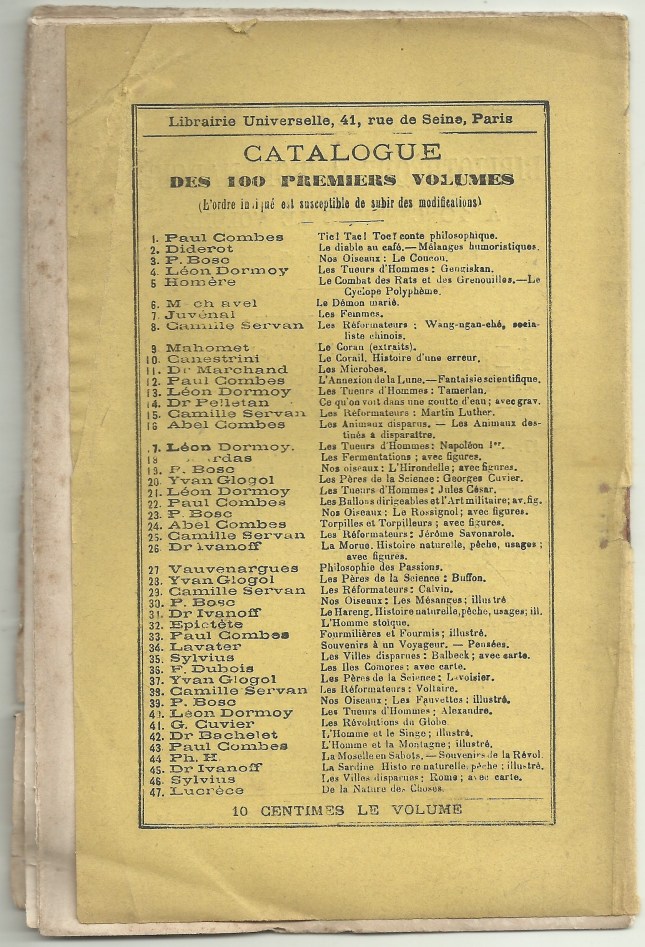 Librairie Universelle, 41, rue de Seine, Paris
CATALOGUE
DES 100 PREMIERS VOLUMES
(L'ordre indiqué est susceptible de subir des modifications)
1. Paul Combes Tic! Tac! Toc! conte philosophique.
2. Diderot Le diable au café.—Mélanges humoristiques.
3. P. Bosc Nos Oiseaux : Le Coucou.
4. Léon Dormoy Les Tueurs d'Hommes : Gengiskan.
5 Homère Le Combat des Rats et des Grenouilles.—Le
Cyclope Polyphème.
6. M ch avel Le Démon marié.
7. Juvénal Les Femmes.
8. Camille Servan Les Réformateurs : Wang-ngan-ché, socia-
liste chinois.
9. Mahomet Le Coran (extraits).
10. Canestrini Le Corail. Histoire d'une erreur.
11. Dr Marchand Les Microbes.
12. Paul Combes L'Annexion de la Lune.—Fantaisie scientifique.
13. Léon Dormoy Les Tueurs d'Hommes : Tamerlan.
14. Dr Pelletan Ce qu'on voit dans une goutte d'eau ; avec grav.
15. Camille Servan Les Réformateurs : Martin Luther.
16 Abel Combes Les Animaux disparus. — Les Animaux des-
tinés à disparaître.
17. Léon Dormoy. Les Tueurs d'Hommes : Napoléon 1er.
18 rdas Les Fermentations ; avec figures.
19. P. Bosc Nos oiseaux : L'Hirondelle ; avec figures.
20. Yvan Glogol Les Pères de la Science : Georges Cuvier.
21. Léon Dormoy Les Tueurs d'Hommes : Jules César.
22. Paul Combes Les Ballons dirigeables et l'Art militaire; av. fig.
23. P. Bosc Nos Oiseaux : Le Rossignol ; avec figures.
24. Abel Combes Torpilles et Torpilleurs ; avec figures.
25. Camille Servan Les Réformateurs : Jérôme Savonarole.
26. Dr Ivanoff La Morue. Histoire naturelle, pêche, usages ;
avec figures.
27 Vauvenargues Philosophie des Passions.
28. Yvan Glogol Les Pères de la Science : Buffon.
29. Camille Servan Les Réformateurs : Calvin.
30. P. Bosc Nos Oiseaux : Les Mésanges ; illustré
31. Dr Ivanoff Le Hareng. Histoire naturelle, pêche, usages; ill.
32. Epictète L'Homme stoïque.
33. Paul Combes Fourmilières et Fourmis ; illustré.
34. Lavater Souvenirs à un Voyageur. — Pensées.
35. Sylvius Les Villes disparues : Balbeck ; avec carte.
36. F. Dubois Les Iles Comores : avec carte.
37. Yvan Glogol Les Pères de la Science : Lavoisier.
39. Camille Servan Les Réformateurs : Voltaire.
39. P. Bosc Nos Oiseaux ; Les Fauvettes ; illustré.
40. Léon Dormoy Les Tueurs d'Hommes ; Alexandre.
41. G. Cuvier Les Révolutions du Globe
42. Dr Bachelet L'Homme et le Singe ; illustré.
43 Paul Combes L'Homme et la Montagne ; illustré.
44 Ph. H. La Moselle en Sabots. — Souvenirs de la Révol.
45. Dr Ivanoff La Sardine Histoire naturelle, pêche ; illustré.
46. Sylvius Les Villes disparues : Rome ; avec carte.
47. Lucrèce De la Nature des Choses.
10 CENTIMES LE VOLUME